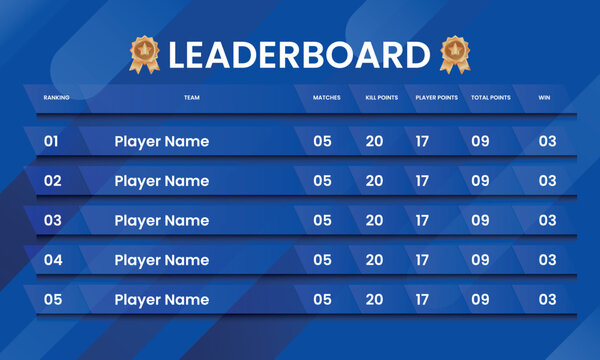 LEADERBOARD
RANKING TEAM MATCHES KILL POINTS PLAYER POINTS TOTAL POINTS WIN
01 Player Name 05 20 17 09 03
02 Player Name 05 20 17 09 03
03 Player Name 05 20 17 09 03
04 Player Name 05 20 17 09 03
05 Player Name 05 20 17 09 03